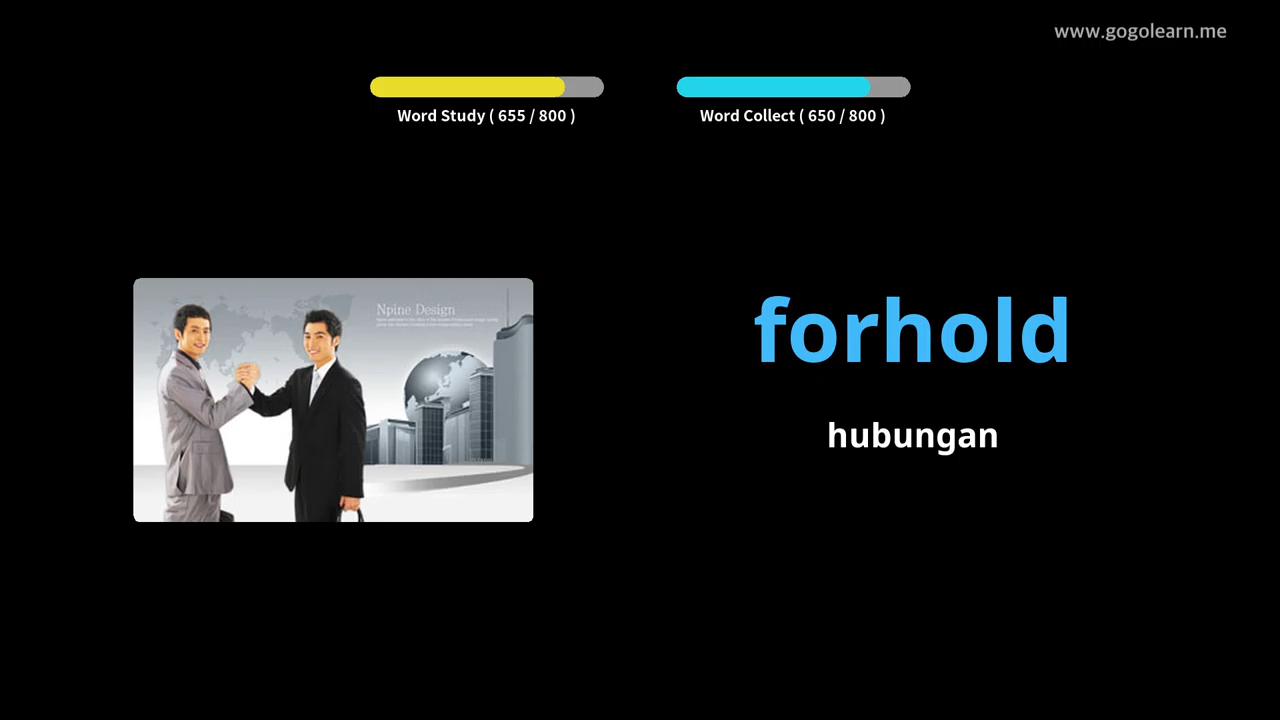 www.gogolearn.me
Word Study ( 655 / 800 )
Word Collect ( 650 / 800 )
Npine Design
forhold
hubungan